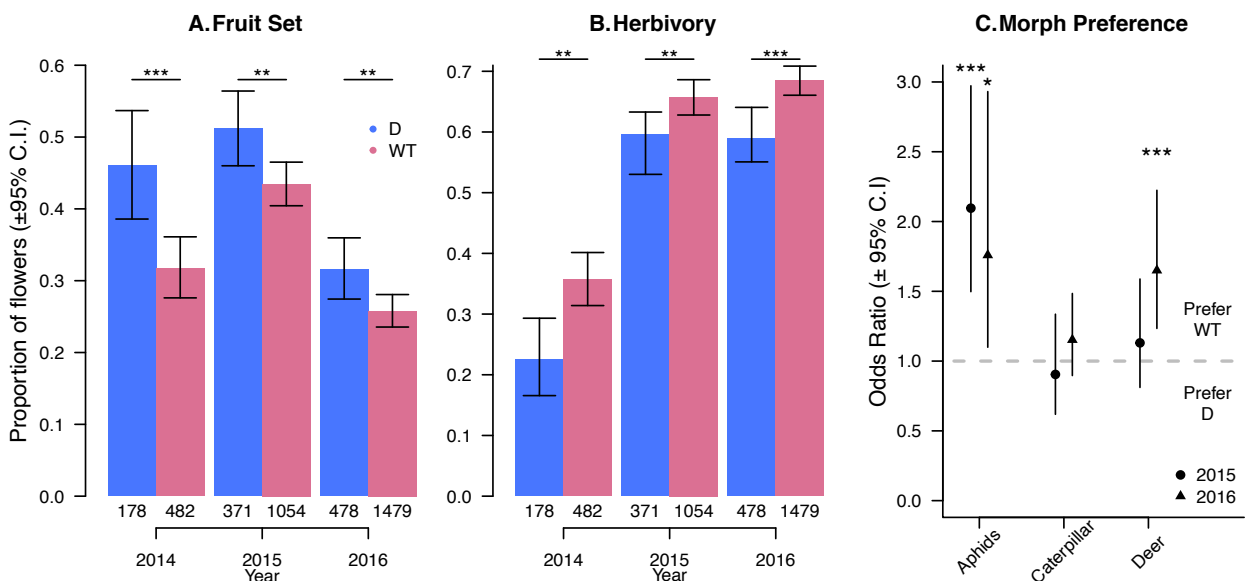 A.Fruit Set
Proportion of flowers (±95% C.I.)
0.6
0.5
0.4
0.3
0.2
0.1
0.0
***
**
**
D
WT
178 482 371 1054 478 1479
2014 2015 2016
Year
B.Herbivory
0.7
0.6
0.5
0.4
0.3
0.2
0.1
0.0
**
**
***
178 482 371 1054 478 1479
2014 2015 2016
Year
C.Morph Preference
Odds Ratio (± 95% C.I)
3.0
2.5
2.0
1.5
1.0
0.5
0.0
***
*
***
Prefer
WT
Prefer
D
2015
2016
Aphids
Caterpillar
Deer